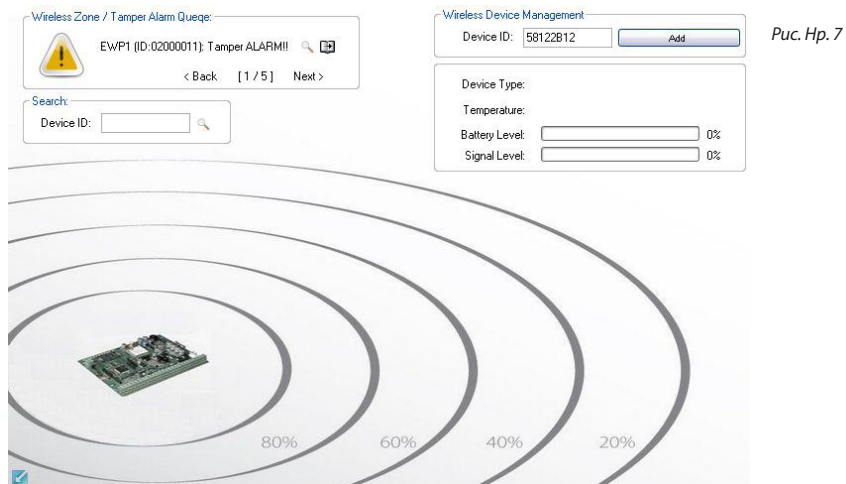 Wireless Zone / Tamper Alarm Queqe:
EWP1 (ID:02000011): Tamper ALARM!!
< Back [ 1 / 5 ] Next >
Search:
Device ID:
Wireless Device Management
Device ID: 58122B12 Add
Device Type:
Temperature:
Battery Level: 0%
Signal Level: 0%
Рис. Нр. 7
80% 60% 40% 20%